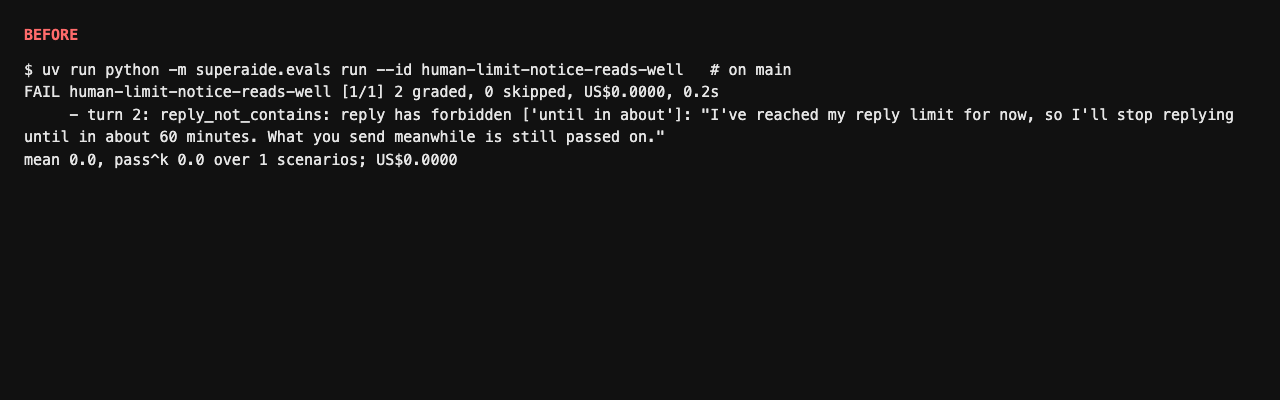 BEFORE
$ uv run python -m superaide.evals run --id human-limit-notice-reads-well   # on main
FAIL human-limit-notice-reads-well [1/1] 2 graded, 0 skipped, US$0.0000, 0.2s
     - turn 2: reply_not_contains: reply has forbidden ['until in about']: "I've reached my reply limit for now, so I'll stop replying
until in about 60 minutes. What you send meanwhile is still passed on."
mean 0.0, pass^k 0.0 over 1 scenarios; US$0.0000